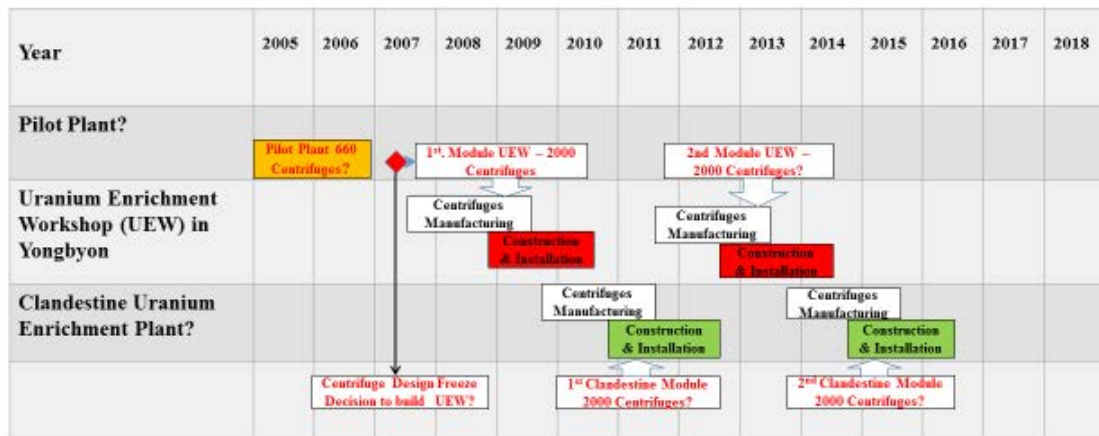 Year
2005 2006 2007 2008 2009 2010 2011 2012 2013 2014 2015 2016 2017 2018
Pilot Plant?
Pilot Plant 660
Centrifuges?
1st. Module UEW – 2000
Centrifuges
2nd Module UEW –
2000 Centrifuges?
Uranium Enrichment
Workshop (UEW) in
Yongbyon
Centrifuges
Manufacturing
Construction
& Installation
Centrifuges
Manufacturing
Construction
& Installation
Clandestine Uranium
Enrichment Plant?
Centrifuges
Manufacturing
Construction
& Installation
Centrifuges
Manufacturing
Construction
& Installation
Centrifuge Design Freeze
Decision to build UEW?
1st Clandestine Module
2000 Centrifuges?
2nd Clandestine Module
2000 Centrifuges?